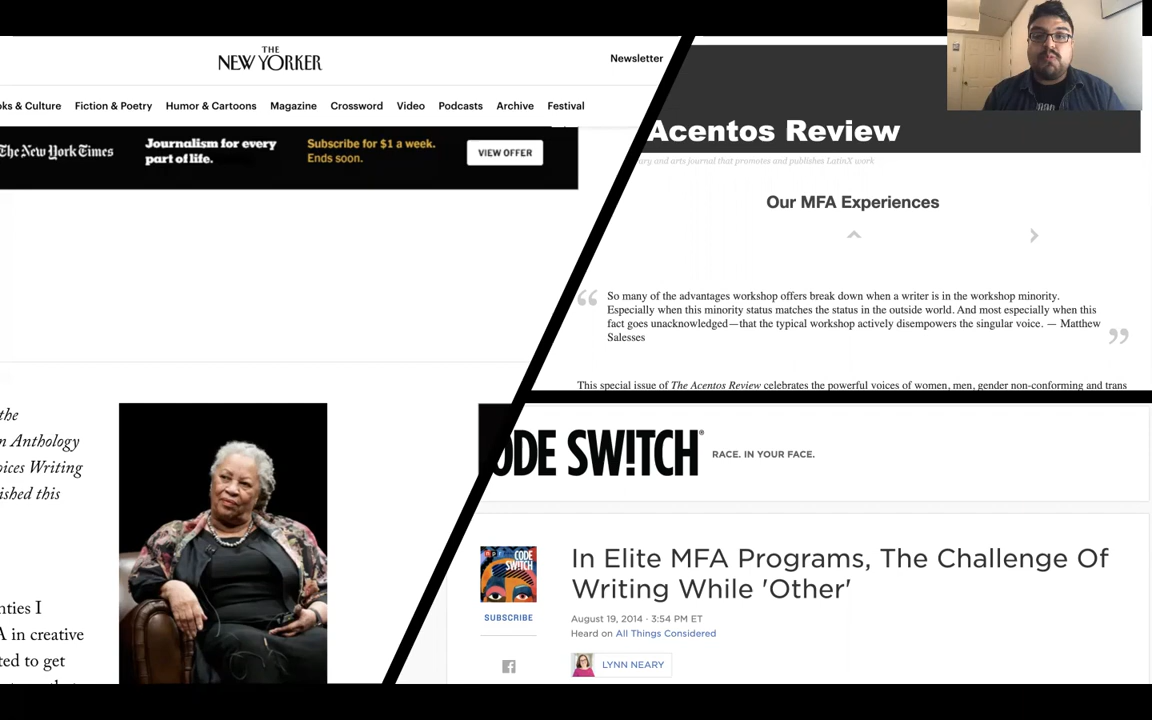 THE
NEW YORKER
Newsletter
ks & Culture Fiction & Poetry Humor & Cartoons Magazine Crossword Video Podcasts Archive Festival
The New York Times
Journalism for every
part of life.
Subscribe for $1 a week.
Ends soon.
VIEW OFFER
the
n Anthology
oices Writing
ished this
nties I
A in creative
ted to get
Acentos Review
ory and arts journal that promotes and publishes LatinX work
Our MFA Experiences
“ So many of the advantages workshop offers break down when a writer is in the workshop minority.
Especially when this minority status matches the status in the outside world. And most especially when this
fact goes unacknowledged—that the typical workshop actively disempowers the singular voice. — Matthew
Salesses ”
This special issue of The Acentos Review celebrates the powerful voices of women, men, gender non-conforming and trans
ODE SW!TCH® RACE. IN YOUR FACE.
npr CODE
SW!TCH
In Elite MFA Programs, The Challenge Of
Writing While 'Other'
SUBSCRIBE
August 19, 2014 · 3:54 PM ET
Heard on All Things Considered
LYNN NEARY